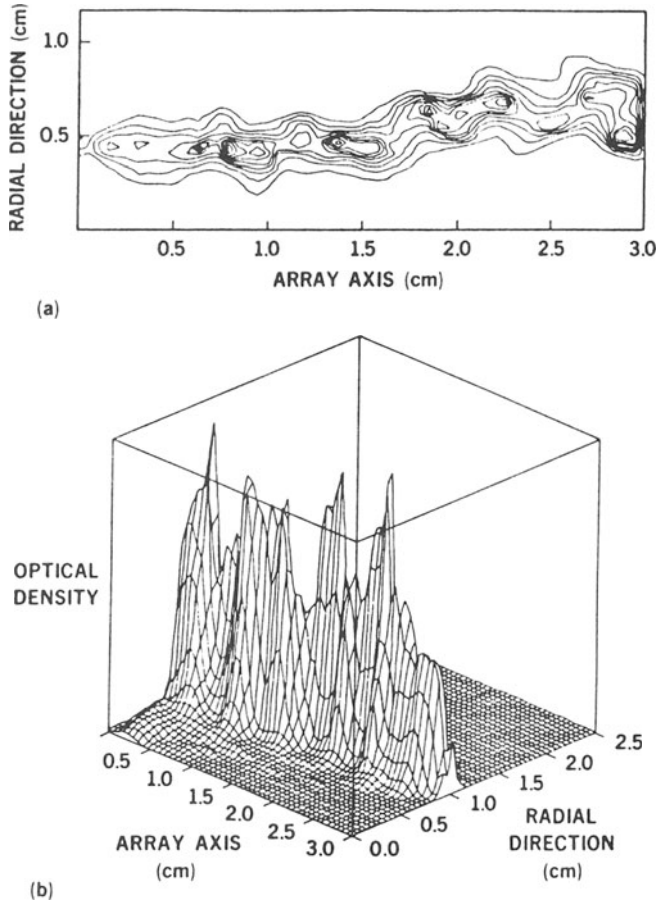 RADIAL DIRECTION (cm)
1.0
0.5
0.5
1.0
1.5
2.0
2.5
3.0
ARRAY AXIS (cm)
(a)
OPTICAL
DENSITY
0.5
1.0
1.5
2.0
2.5
3.0
0.0
0.5
1.0
1.5
2.0
2.5
ARRAY AXIS
(cm)
RADIAL
DIRECTION
(cm)
(b)